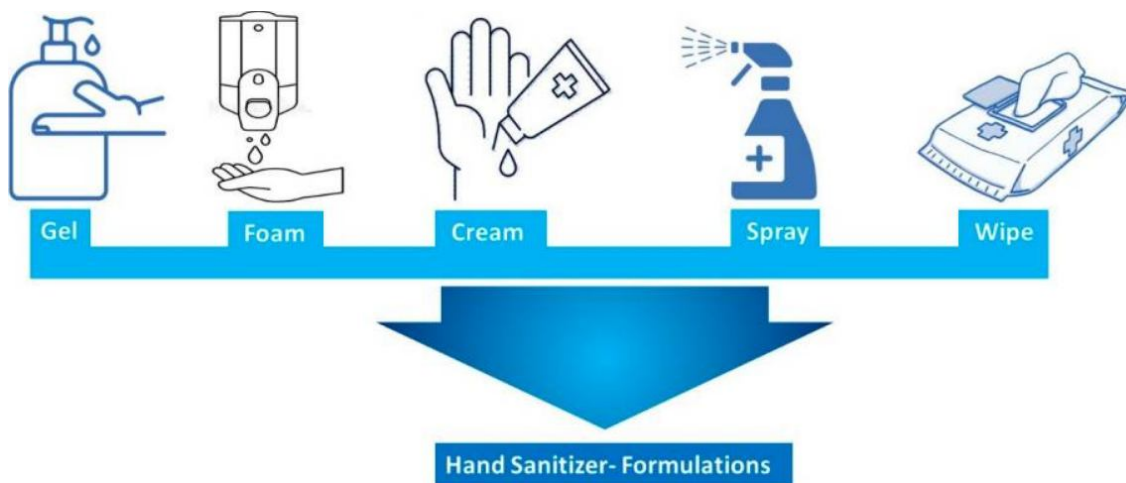 Gel
Foam
Cream
Spray
Wipe
Hand Sanitizer- Formulations